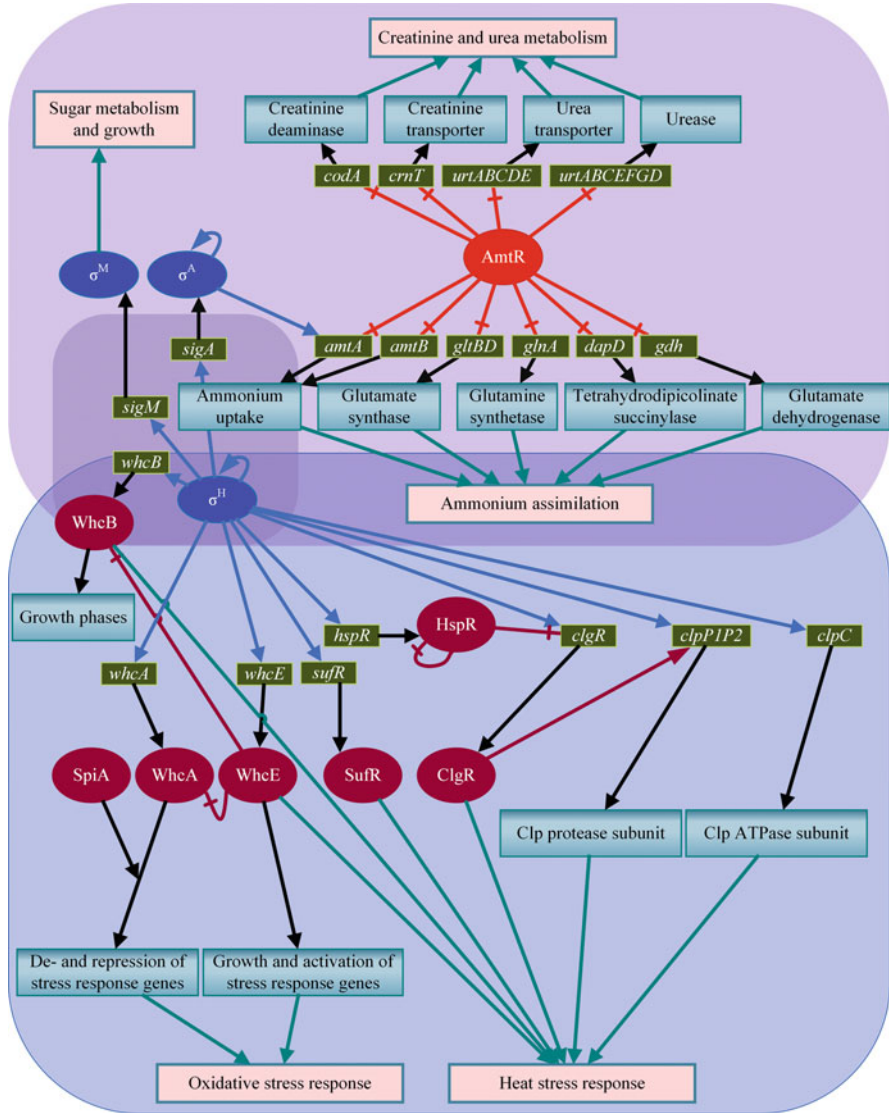 Creatinine and urea metabolism
Sugar metabolism
and growth
Creatinine
deaminase
Creatinine
transporter
Urea
transporter
Urease
codA
crnT
urtABCDE
urtABCEFGD
σM
σA
AmtR
sigA
amtA
amtB
gltBD
glnA
dapD
gdh
sigM
Ammonium
uptake
Glutamate
synthase
Glutamine
synthetase
Tetrahydrodipicolinate
succinylase
Glutamate
dehydrogenase
whcB
σH
Ammonium assimilation
WhcB
Growth phases
hspR
HspR
clgR
clpP1P2
clpC
whcA
whcE
sufR
SpiA
WhcA
WhcE
SufR
ClgR
Clp protease subunit
Clp ATPase subunit
De- and repression of
stress response genes
Growth and activation of
stress response genes
Oxidative stress response
Heat stress response